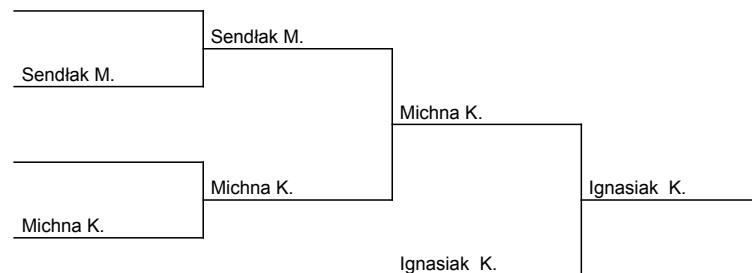 Sendłak M.
Sendłak M.
Michna K.
Michna K.
Ignasiak  K.
Michna K.
Ignasiak  K.